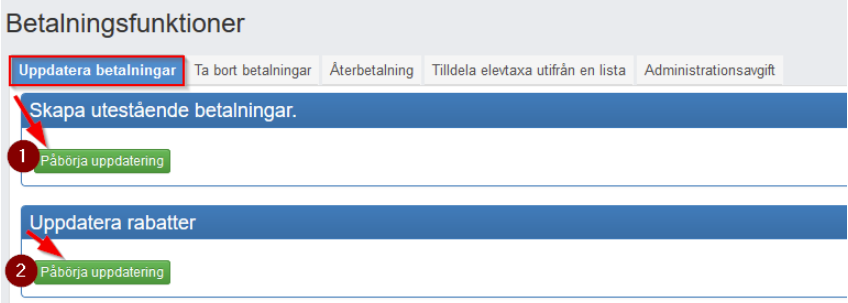 Betalningsfunktioner
Uppdatera betalningar Ta bort betalningar Återbetalning Tilldela elevtaxa utifrån en lista Administrationsavgift
Skapa utestående betalningar.
1 Påbörja uppdatering
Uppdatera rabatter
2 Påbörja uppdatering